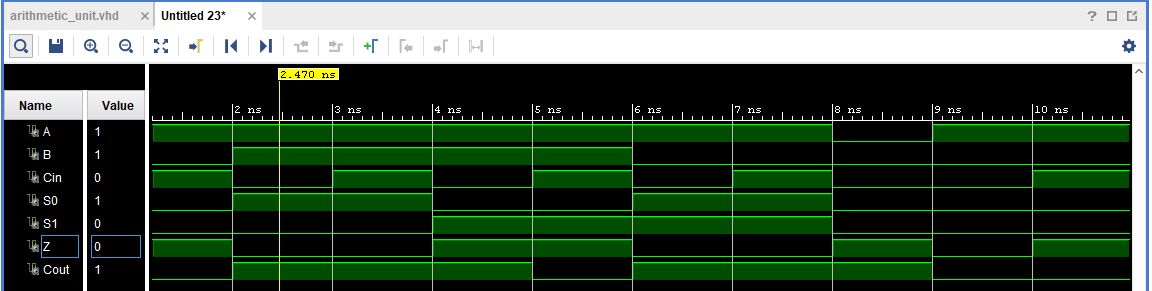 arithmetic_unit.vhd × Untitled 23* × ?
2.470 ns
Name Value 2 ns 3 ns 4 ns 5 ns 6 ns 7 ns 8 ns 9 ns 10 ns
A 1
B 1
Cin 0
S0 1
S1 0
Z 0
Cout 1